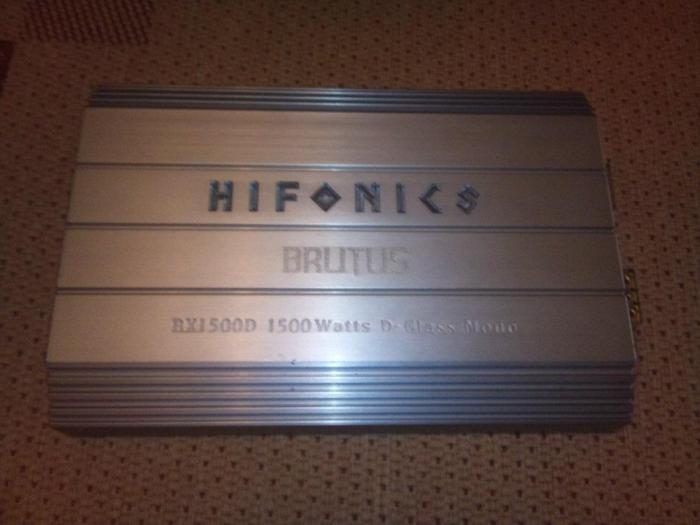 HIFONICS
BRUTUS
BX1500D 1500Watts D-Class Mono